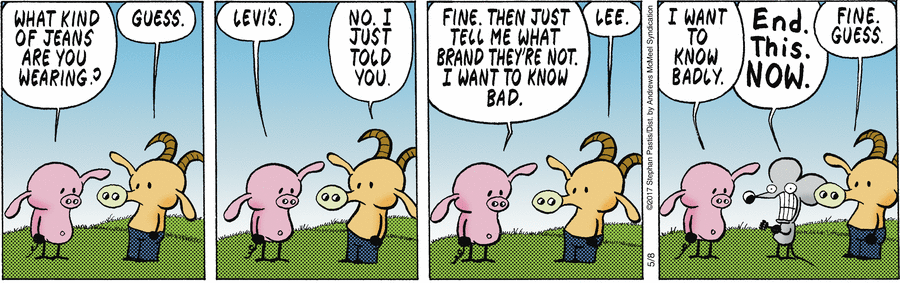 WHAT KIND
OF JEANS
ARE YOU
WEARING?
GUESS.
LEVI'S.
NO. I
JUST
TOLD
YOU.
FINE. THEN JUST
TELL ME WHAT
BRAND THEY'RE NOT.
I WANT TO KNOW
BAD.
LEE.
©2017 Stephan Pastis/Dist. by Andrews McMeel Syndication
5/8
I WANT
TO
KNOW
BADLY.
End.
This.
NOW.
FINE.
GUESS.